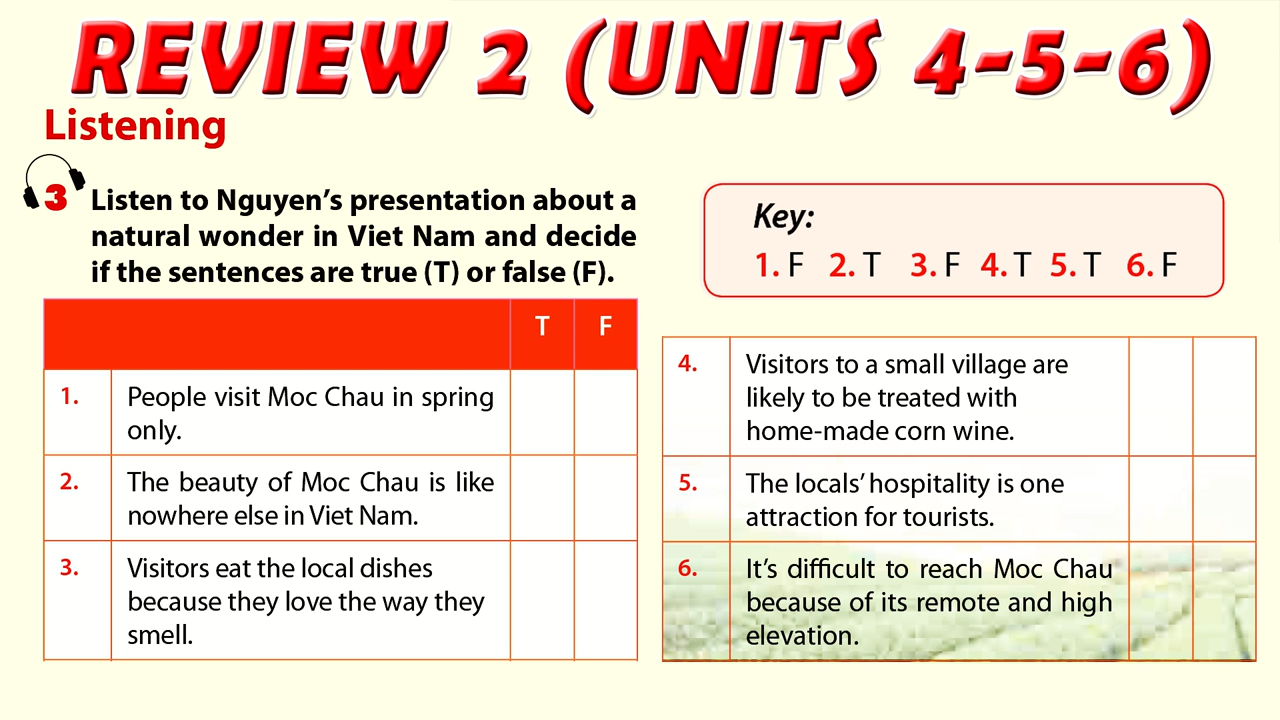 REVIEW 2 (UNITS 4-5-6)
Listening
3 Listen to Nguyen's presentation about a
natural wonder in Viet Nam and decide
if the sentences are true (T) or false (F).
T F
1. People visit Moc Chau in spring
only.
2. The beauty of Moc Chau is like
nowhere else in Viet Nam.
3. Visitors eat the local dishes
because they love the way they
smell.
Key:
1. F 2. T 3. F 4. T 5. T 6. F
4. Visitors to a small village are
likely to be treated with
home-made corn wine.
5. The locals' hospitality is one
attraction for tourists.
6. It's difficult to reach Moc Chau
because of its remote and high
elevation.